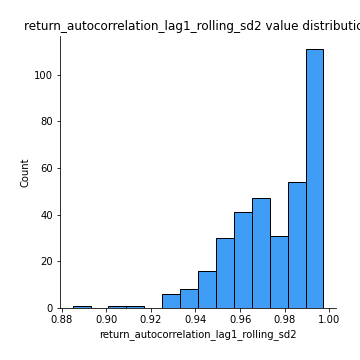 return_autocorrelation_lag1_rolling_sd2 value distributio
100
80
60
40
20
0
Count
0.88 0.90 0.92 0.94 0.96 0.98 1.00
return_autocorrelation_lag1_rolling_sd2